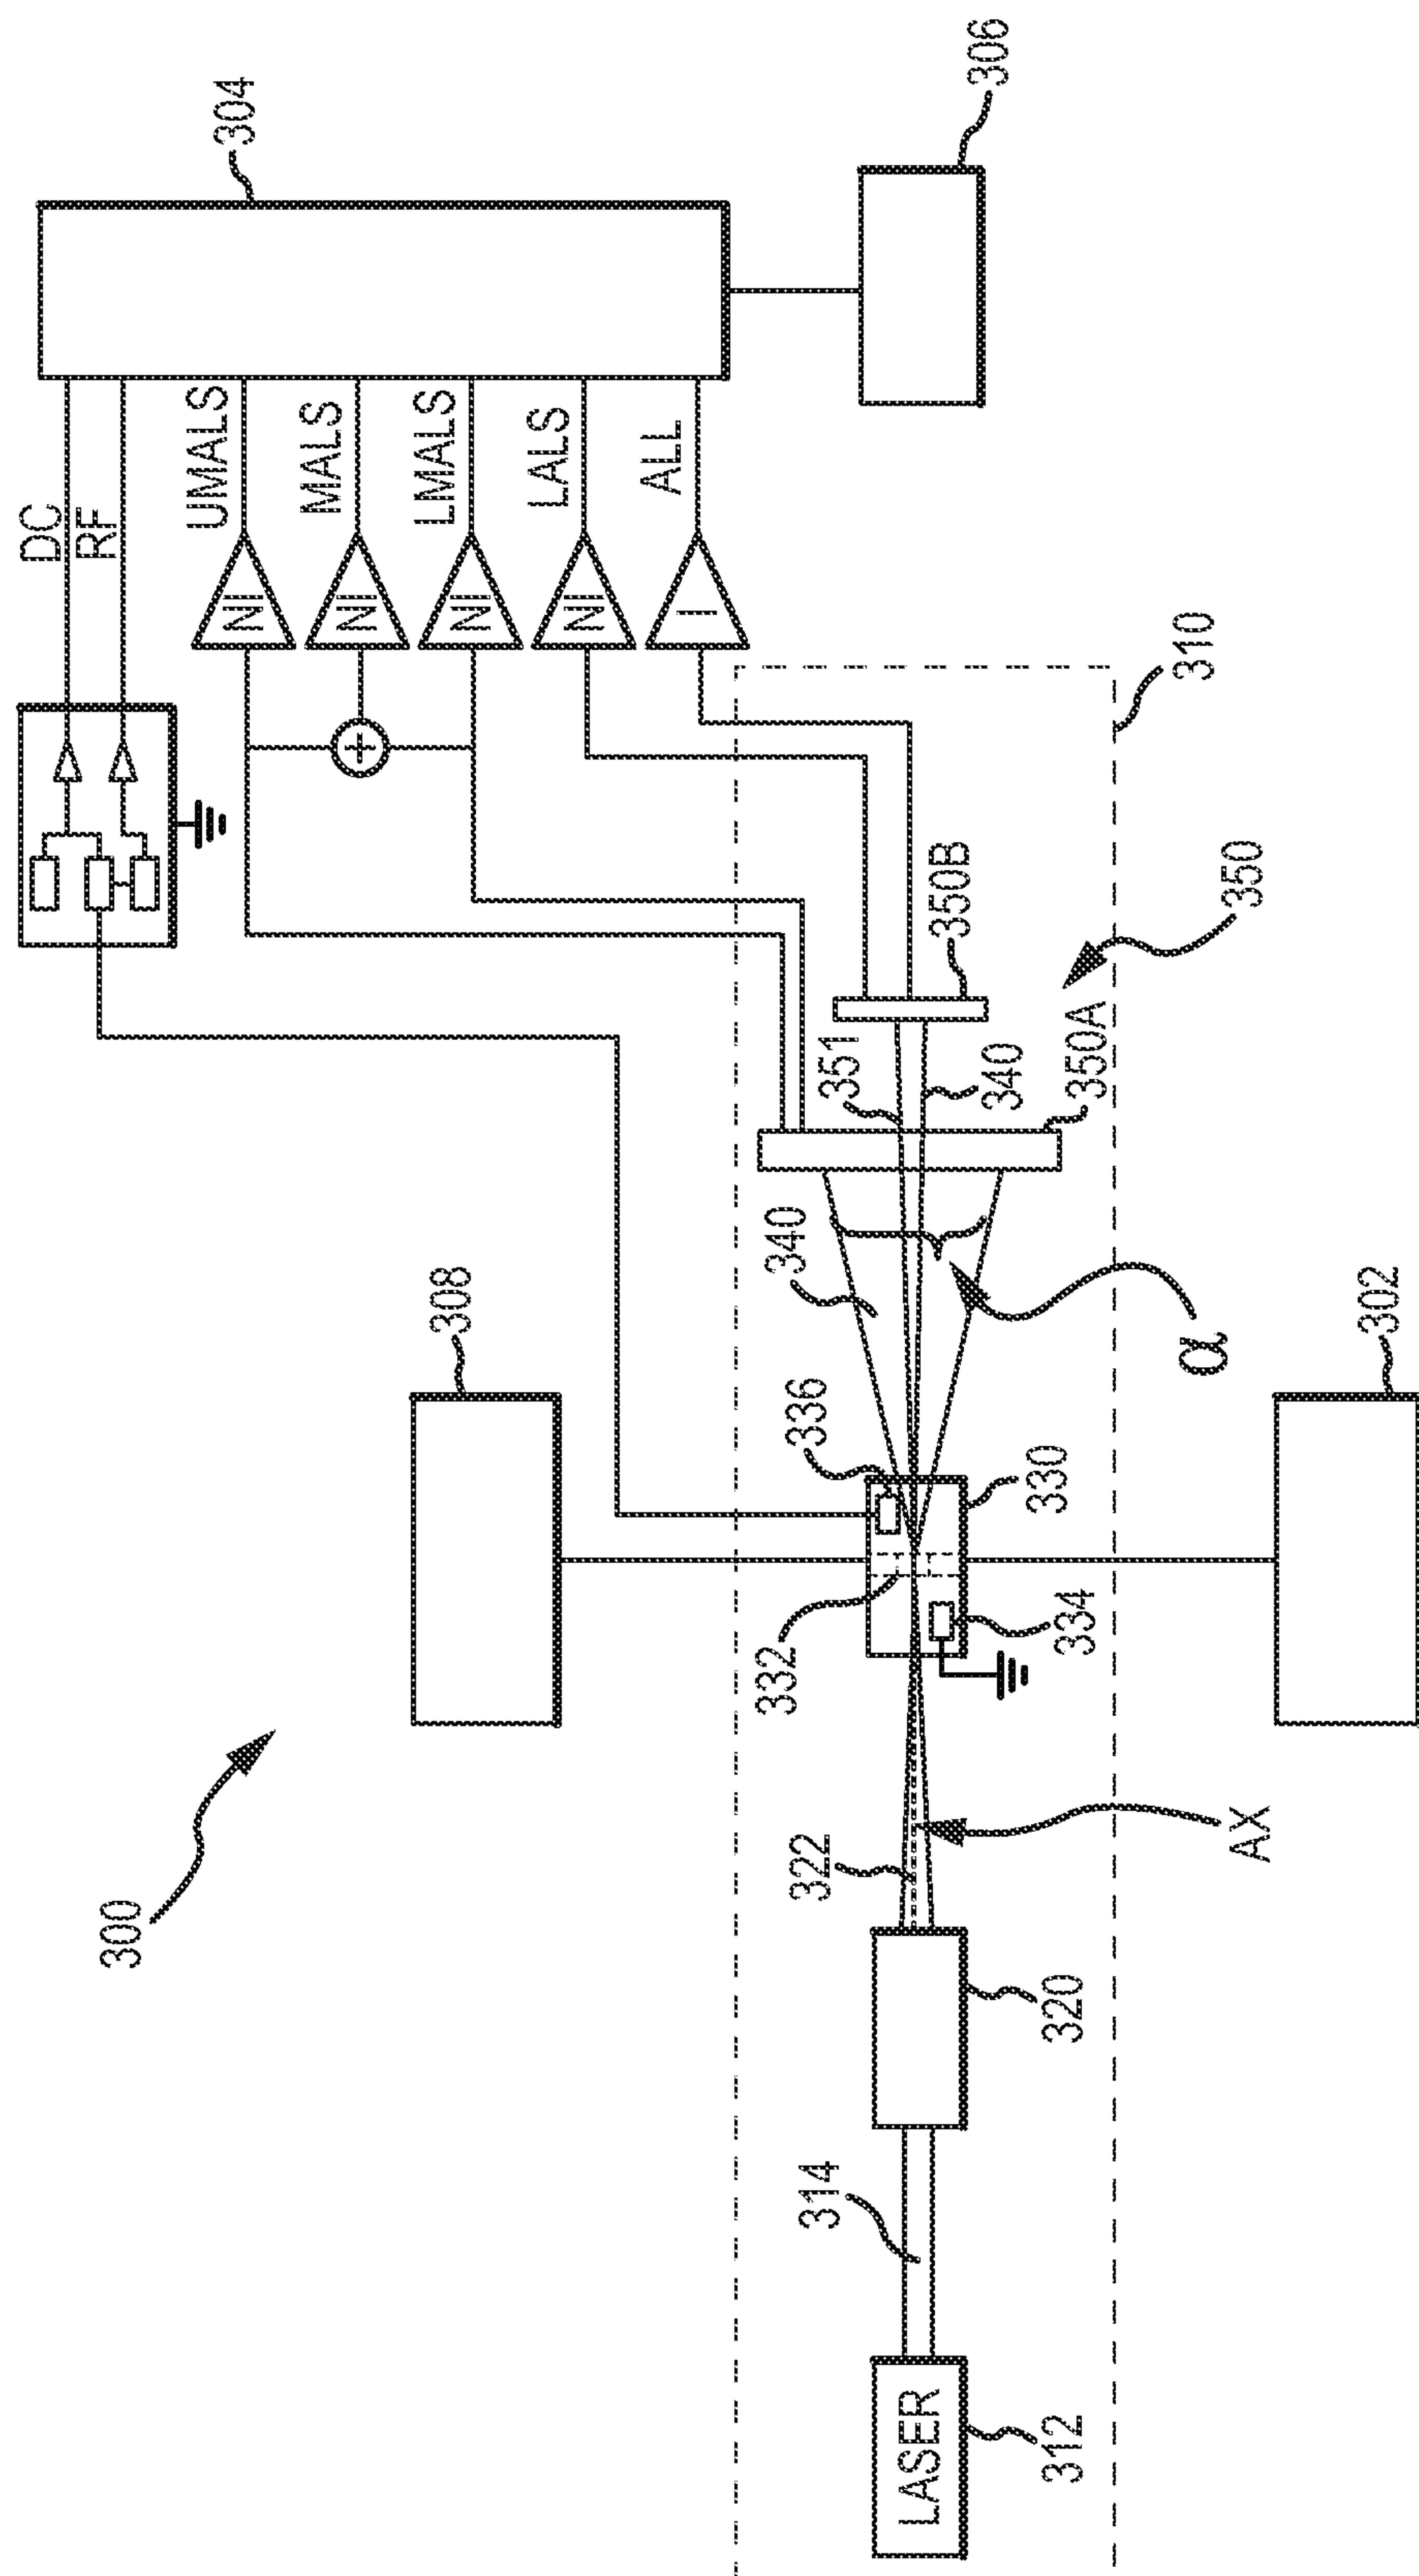 300
308
304
306
DC
RF
UMALS
MALS
LMALS
LALS
ALL
NI
NI
NI
NI
I
+
310
350
350B
351
340
350A
340
α
336
330
332
334
302
322
AX
320
314
LASER
312